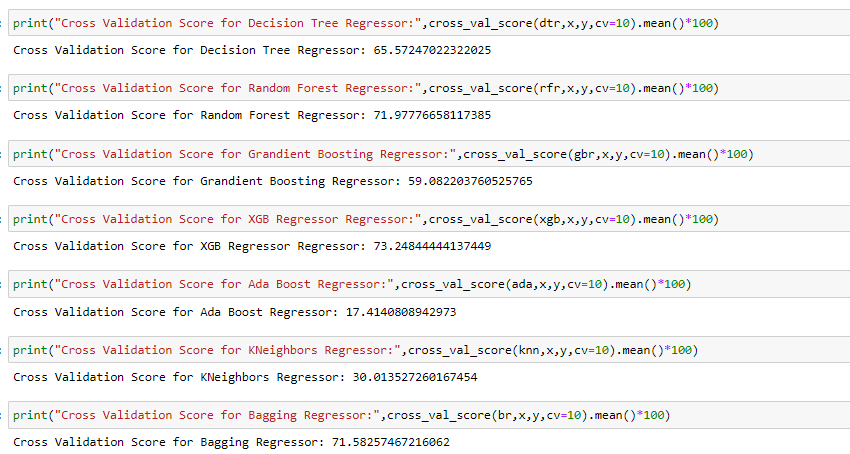 print("Cross Validation Score for Decision Tree Regressor:",cross_val_score(dtr,x,y,cv=10).mean()*100)
Cross Validation Score for Decision Tree Regressor: 65.57247022322025
print("Cross Validation Score for Random Forest Regressor:",cross_val_score(rfr,x,y,cv=10).mean()*100)
Cross Validation Score for Random Forest Regressor: 71.97776658117385
print("Cross Validation Score for Grandient Boosting Regressor:",cross_val_score(gbr,x,y,cv=10).mean()*100)
Cross Validation Score for Grandient Boosting Regressor: 59.082203760525765
print("Cross Validation Score for XGB Regressor Regressor:",cross_val_score(xgb,x,y,cv=10).mean()*100)
Cross Validation Score for XGB Regressor Regressor: 73.24844444137449
print("Cross Validation Score for Ada Boost Regressor:",cross_val_score(ada,x,y,cv=10).mean()*100)
Cross Validation Score for Ada Boost Regressor: 17.4140808942973
print("Cross Validation Score for KNeighbors Regressor:",cross_val_score(knn,x,y,cv=10).mean()*100)
Cross Validation Score for KNeighbors Regressor: 30.013527260167454
print("Cross Validation Score for Bagging Regressor:",cross_val_score(br,x,y,cv=10).mean()*100)
Cross Validation Score for Bagging Regressor: 71.58257467216062